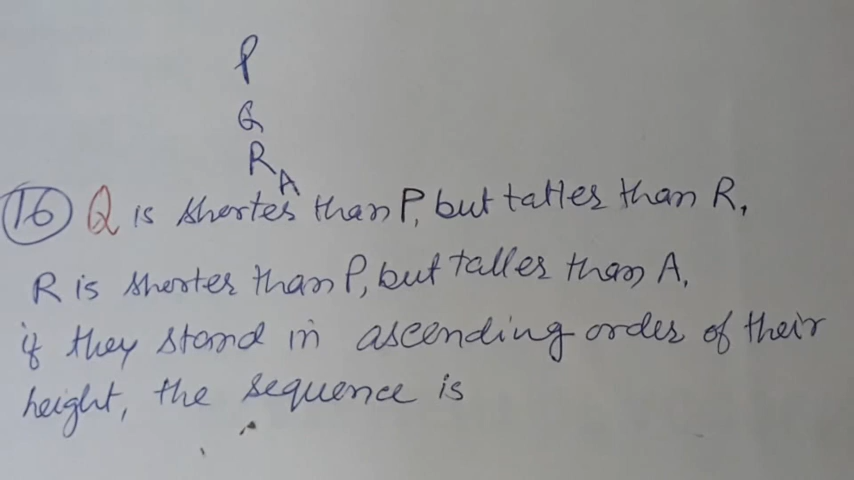 P
Q
R
A
16 Q is shorter than P, but taller than R,
R is shorter than P, but taller than A.
if they stand in ascending order of their
height, the sequence is